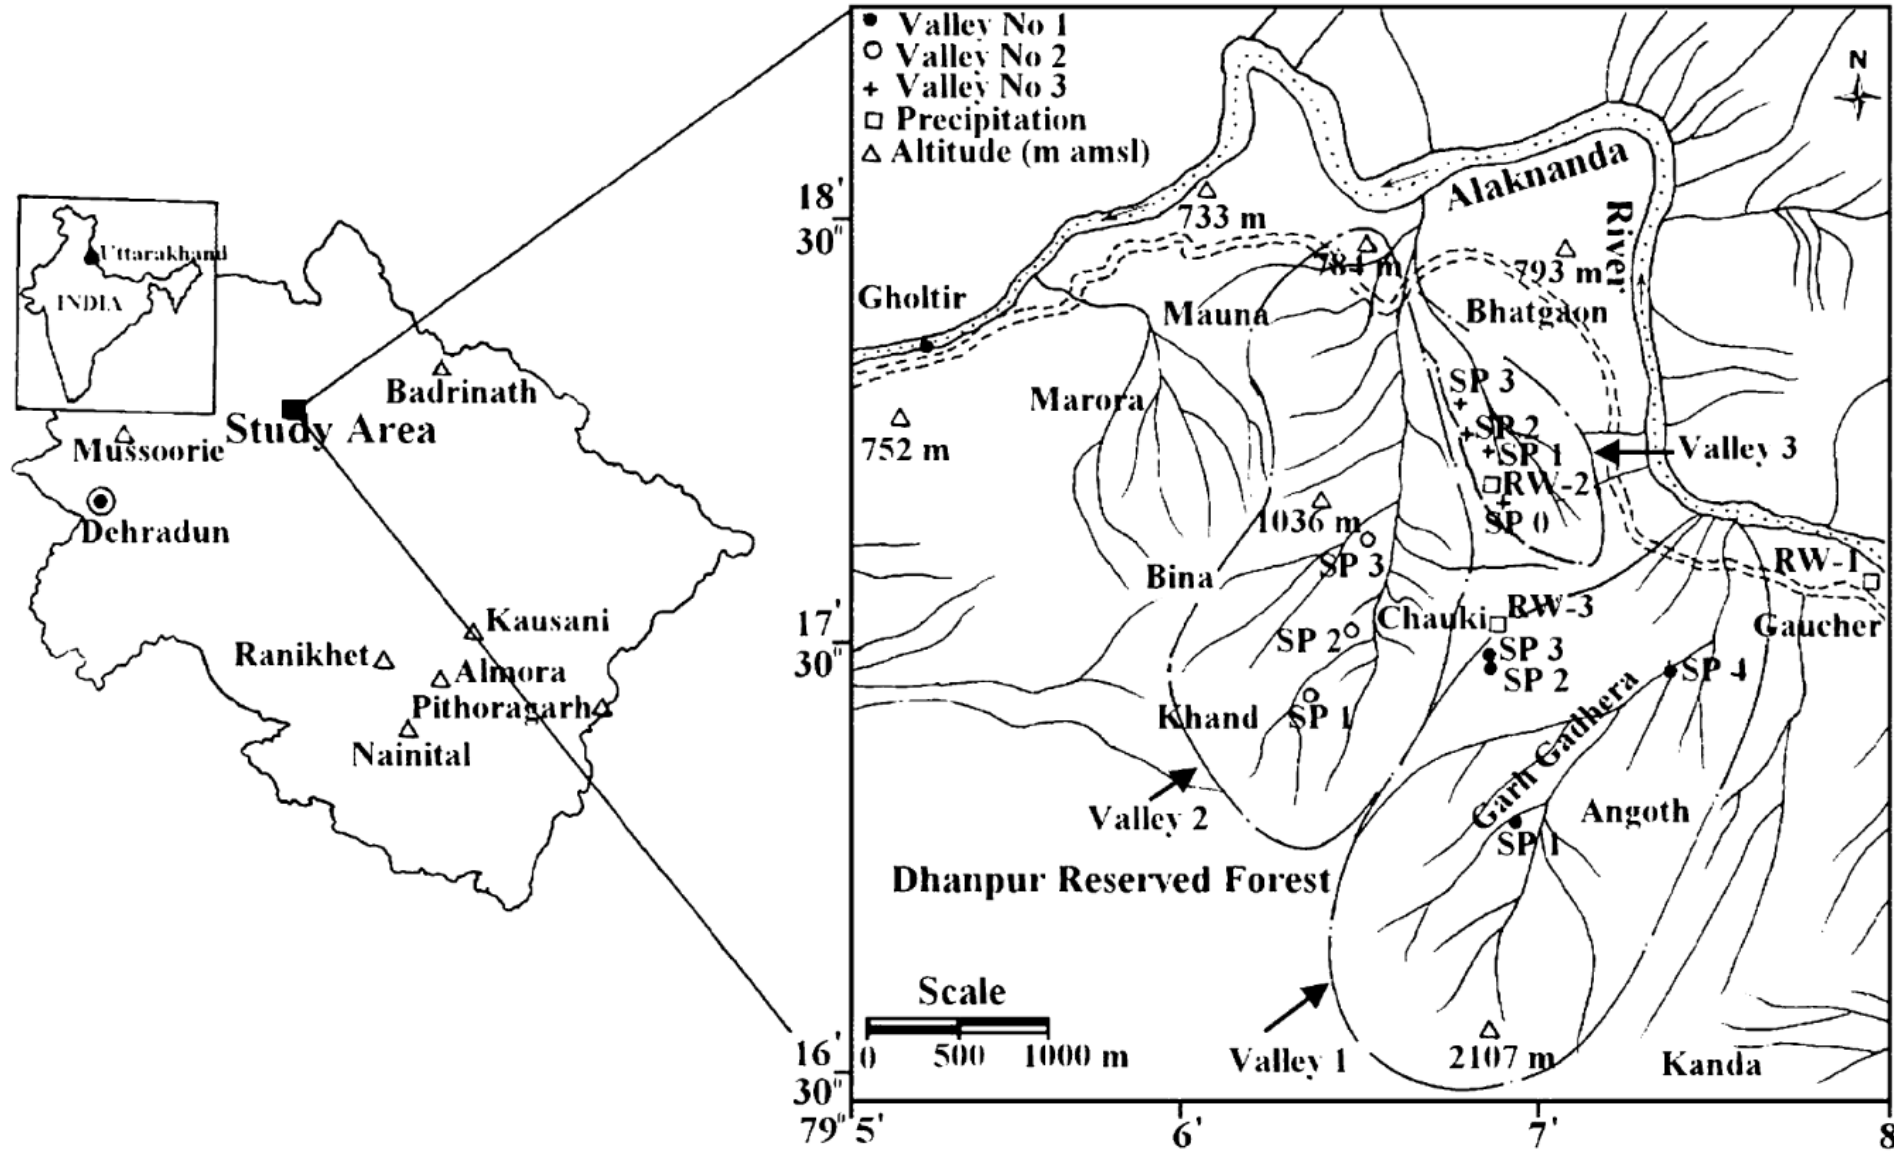 Valley No 1
Valley No 2
Valley No 3
Precipitation
Altitude (m amsl)
N
Uttarakhand
INDIA
Badrinath
Study Area
Mussoorie
Dehradun
Kausani
Ranikhet
Almora
Pithoragarh
Nainital
18'
30"
17'
30"
16'
30"
79° 5'
6'
7'
8
Alaknanda
River
733 m
784 m
793 m
Gholtir
Mauna
Bhatgaon
Marora
752 m
SP 3
SP 2
SP 1
RW-2
SP 0
Valley 3
1036 m
SP 3
Bina
RW-1
Chauki
RW-3
SP 2
Gaucher
SP 3
SP 2
SP 4
Khand
SP 1
Garh Gadhera
Valley 2
Angoth
SP 1
Dhanpur Reserved Forest
Scale
0 500 1000 m
Valley 1
2107 m
Kanda